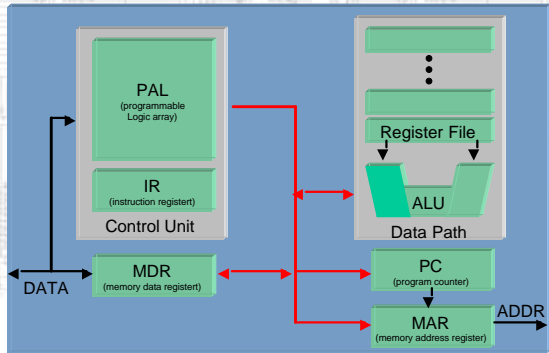 PAL
(programmable
Logic array)
IR
(instruction registert)
Control Unit
Register File
ALU
Data Path
DATA
MDR
(memory data registert)
PC
(program counter)
MAR
(memory address register)
ADDR